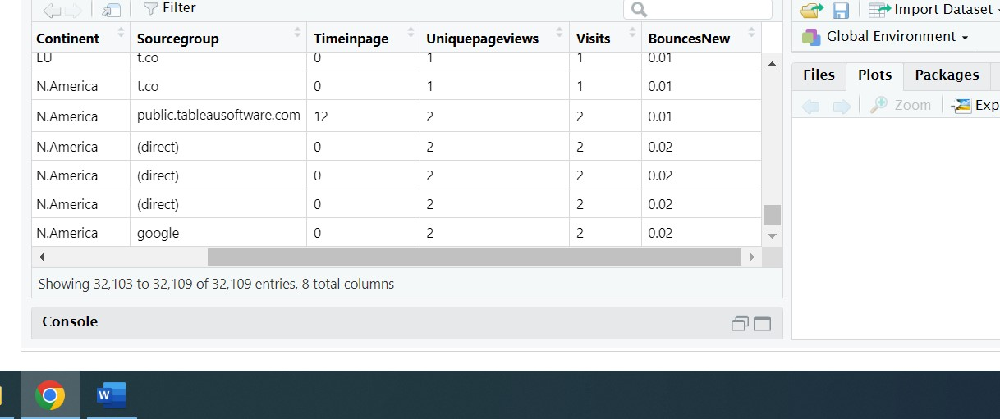 Filter
Import Dataset
Continent Sourcegroup Timeinpage Uniquepageviews Visits BouncesNew
Global Environment
EU t.co 0 1 1 0.01
Files Plots Packages
N.America t.co 0 1 1 0.01
Zoom Exp
N.America public.tableausoftware.com 12 2 2 0.01
N.America (direct) 0 2 2 0.02
N.America (direct) 0 2 2 0.02
N.America (direct) 0 2 2 0.02
N.America google 0 2 2 0.02
Showing 32,103 to 32,109 of 32,109 entries, 8 total columns
Console
W